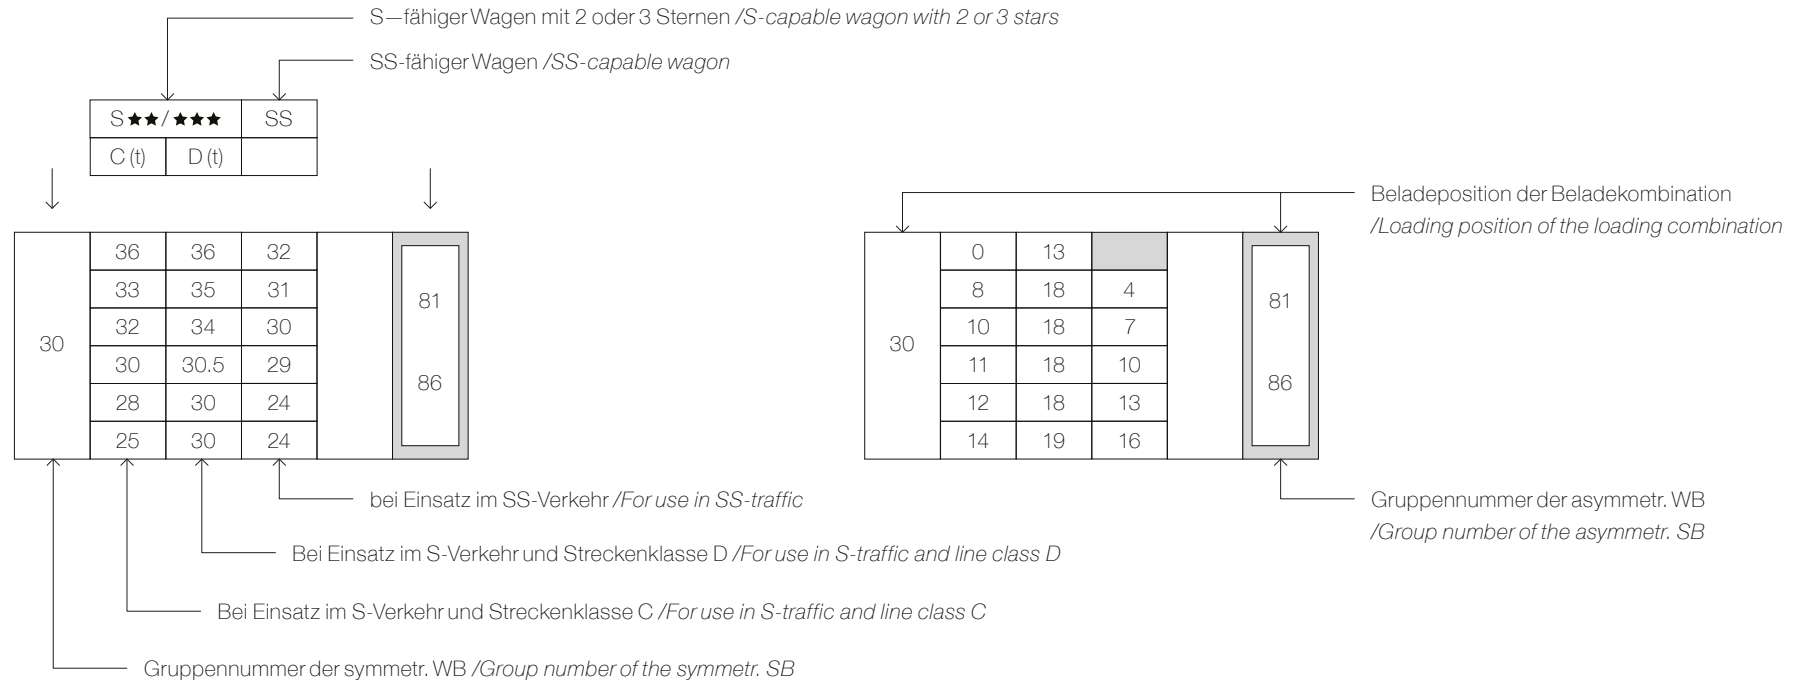 S—fähiger Wagen mit 2 oder 3 Sternen /S-capable wagon with 2 or 3 stars
SS-fähiger Wagen /SS-capable wagon
S★★/★★★ SS
C (t) D (t)
Beladeposition der Beladekombination
/Loading position of the loading combination
30
36 36 32
33 35 31
32 34 30
30 30.5 29
28 30 24
25 30 24
81
86
30
0 13
8 18 4
10 18 7
11 18 10
12 18 13
14 19 16
81
86
bei Einsatz im SS-Verkehr /For use in SS-traffic
Bei Einsatz im S-Verkehr und Streckenklasse D /For use in S-traffic and line class D
Bei Einsatz im S-Verkehr und Streckenklasse C /For use in S-traffic and line class C
Gruppennummer der symmetr. WB /Group number of the symmetr. SB
Gruppennummer der asymmetr. WB
/Group number of the asymmetr. SB